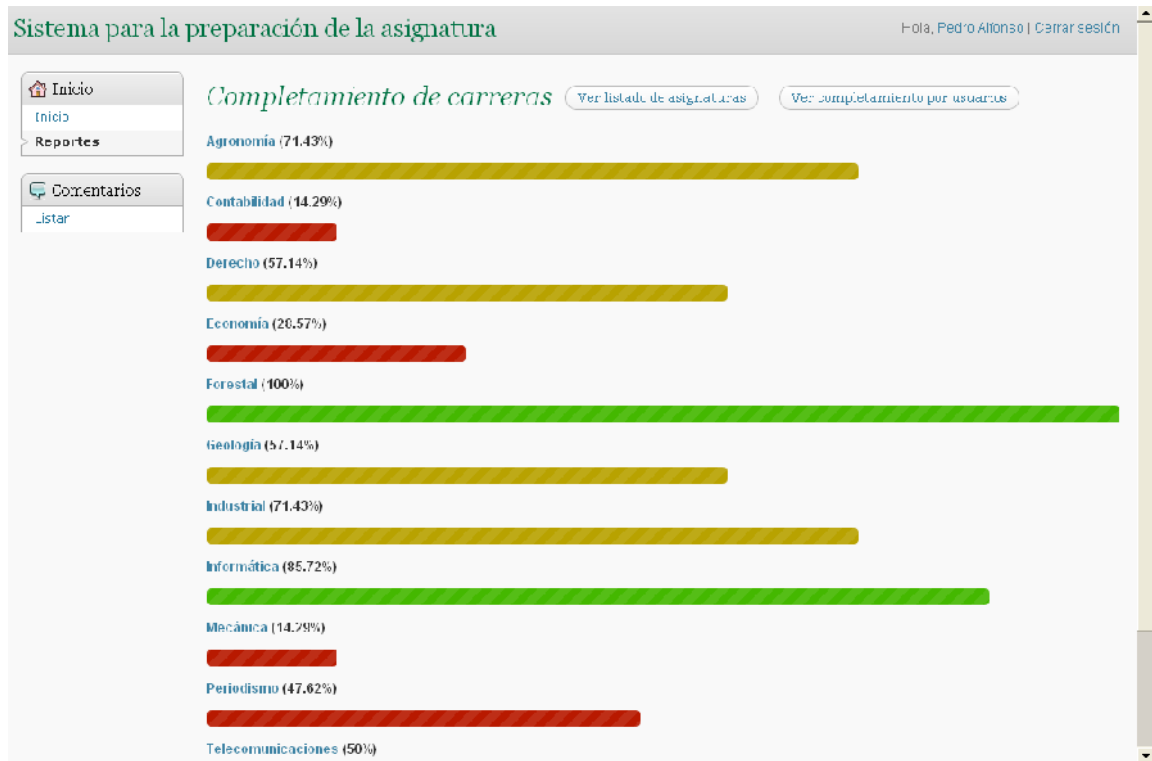 Sistema para la preparación de la asignatura
Hola, Pedro Alfonso | Cerrar sesión
Inicio
Inicio
Reportes
Comentarios
Listar
Completamiento de carreras
Ver listado de asignaturas
Ver completamiento por usuarios
Agronomía (71.43%)
Contabilidad (14.29%)
Derecho (57.14%)
Economía (28.57%)
Forestal (100%)
Geología (57.14%)
Industrial (71.43%)
Informática (85.72%)
Mecánica (14.29%)
Periodismo (47.62%)
Telecomunicaciones (50%)